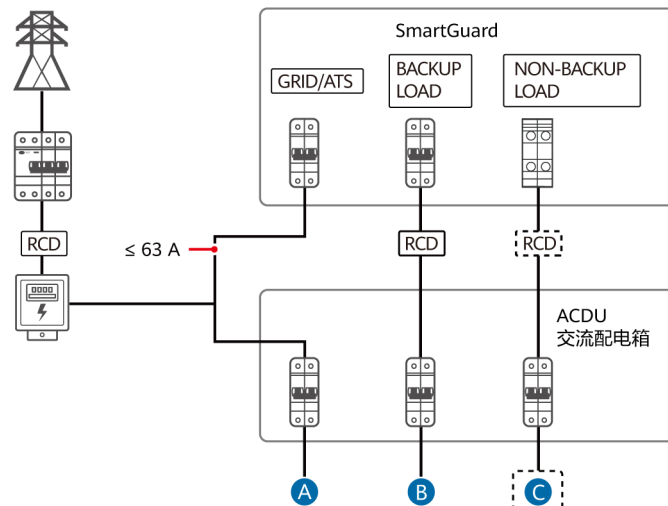 SmartGuard
GRID/ATS
BACKUP
LOAD
NON-BACKUP
LOAD
RCD
≤ 63 A
RCD
RCD
ACDU
交流配电箱
A
B
C